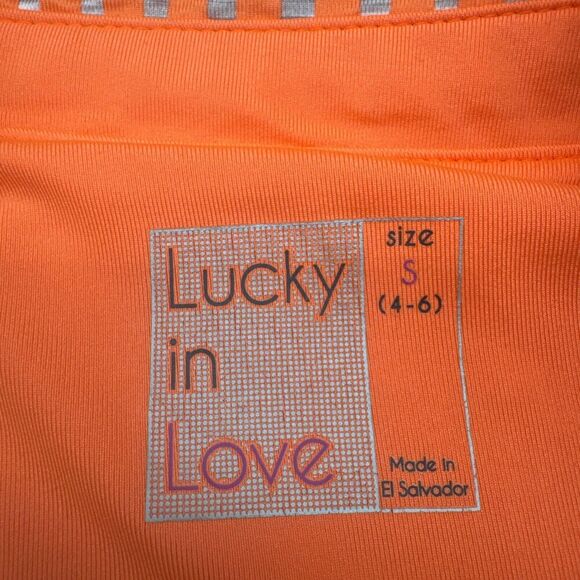 Lucky
in
Love
size
S
(4-6)
Made in
El Salvador